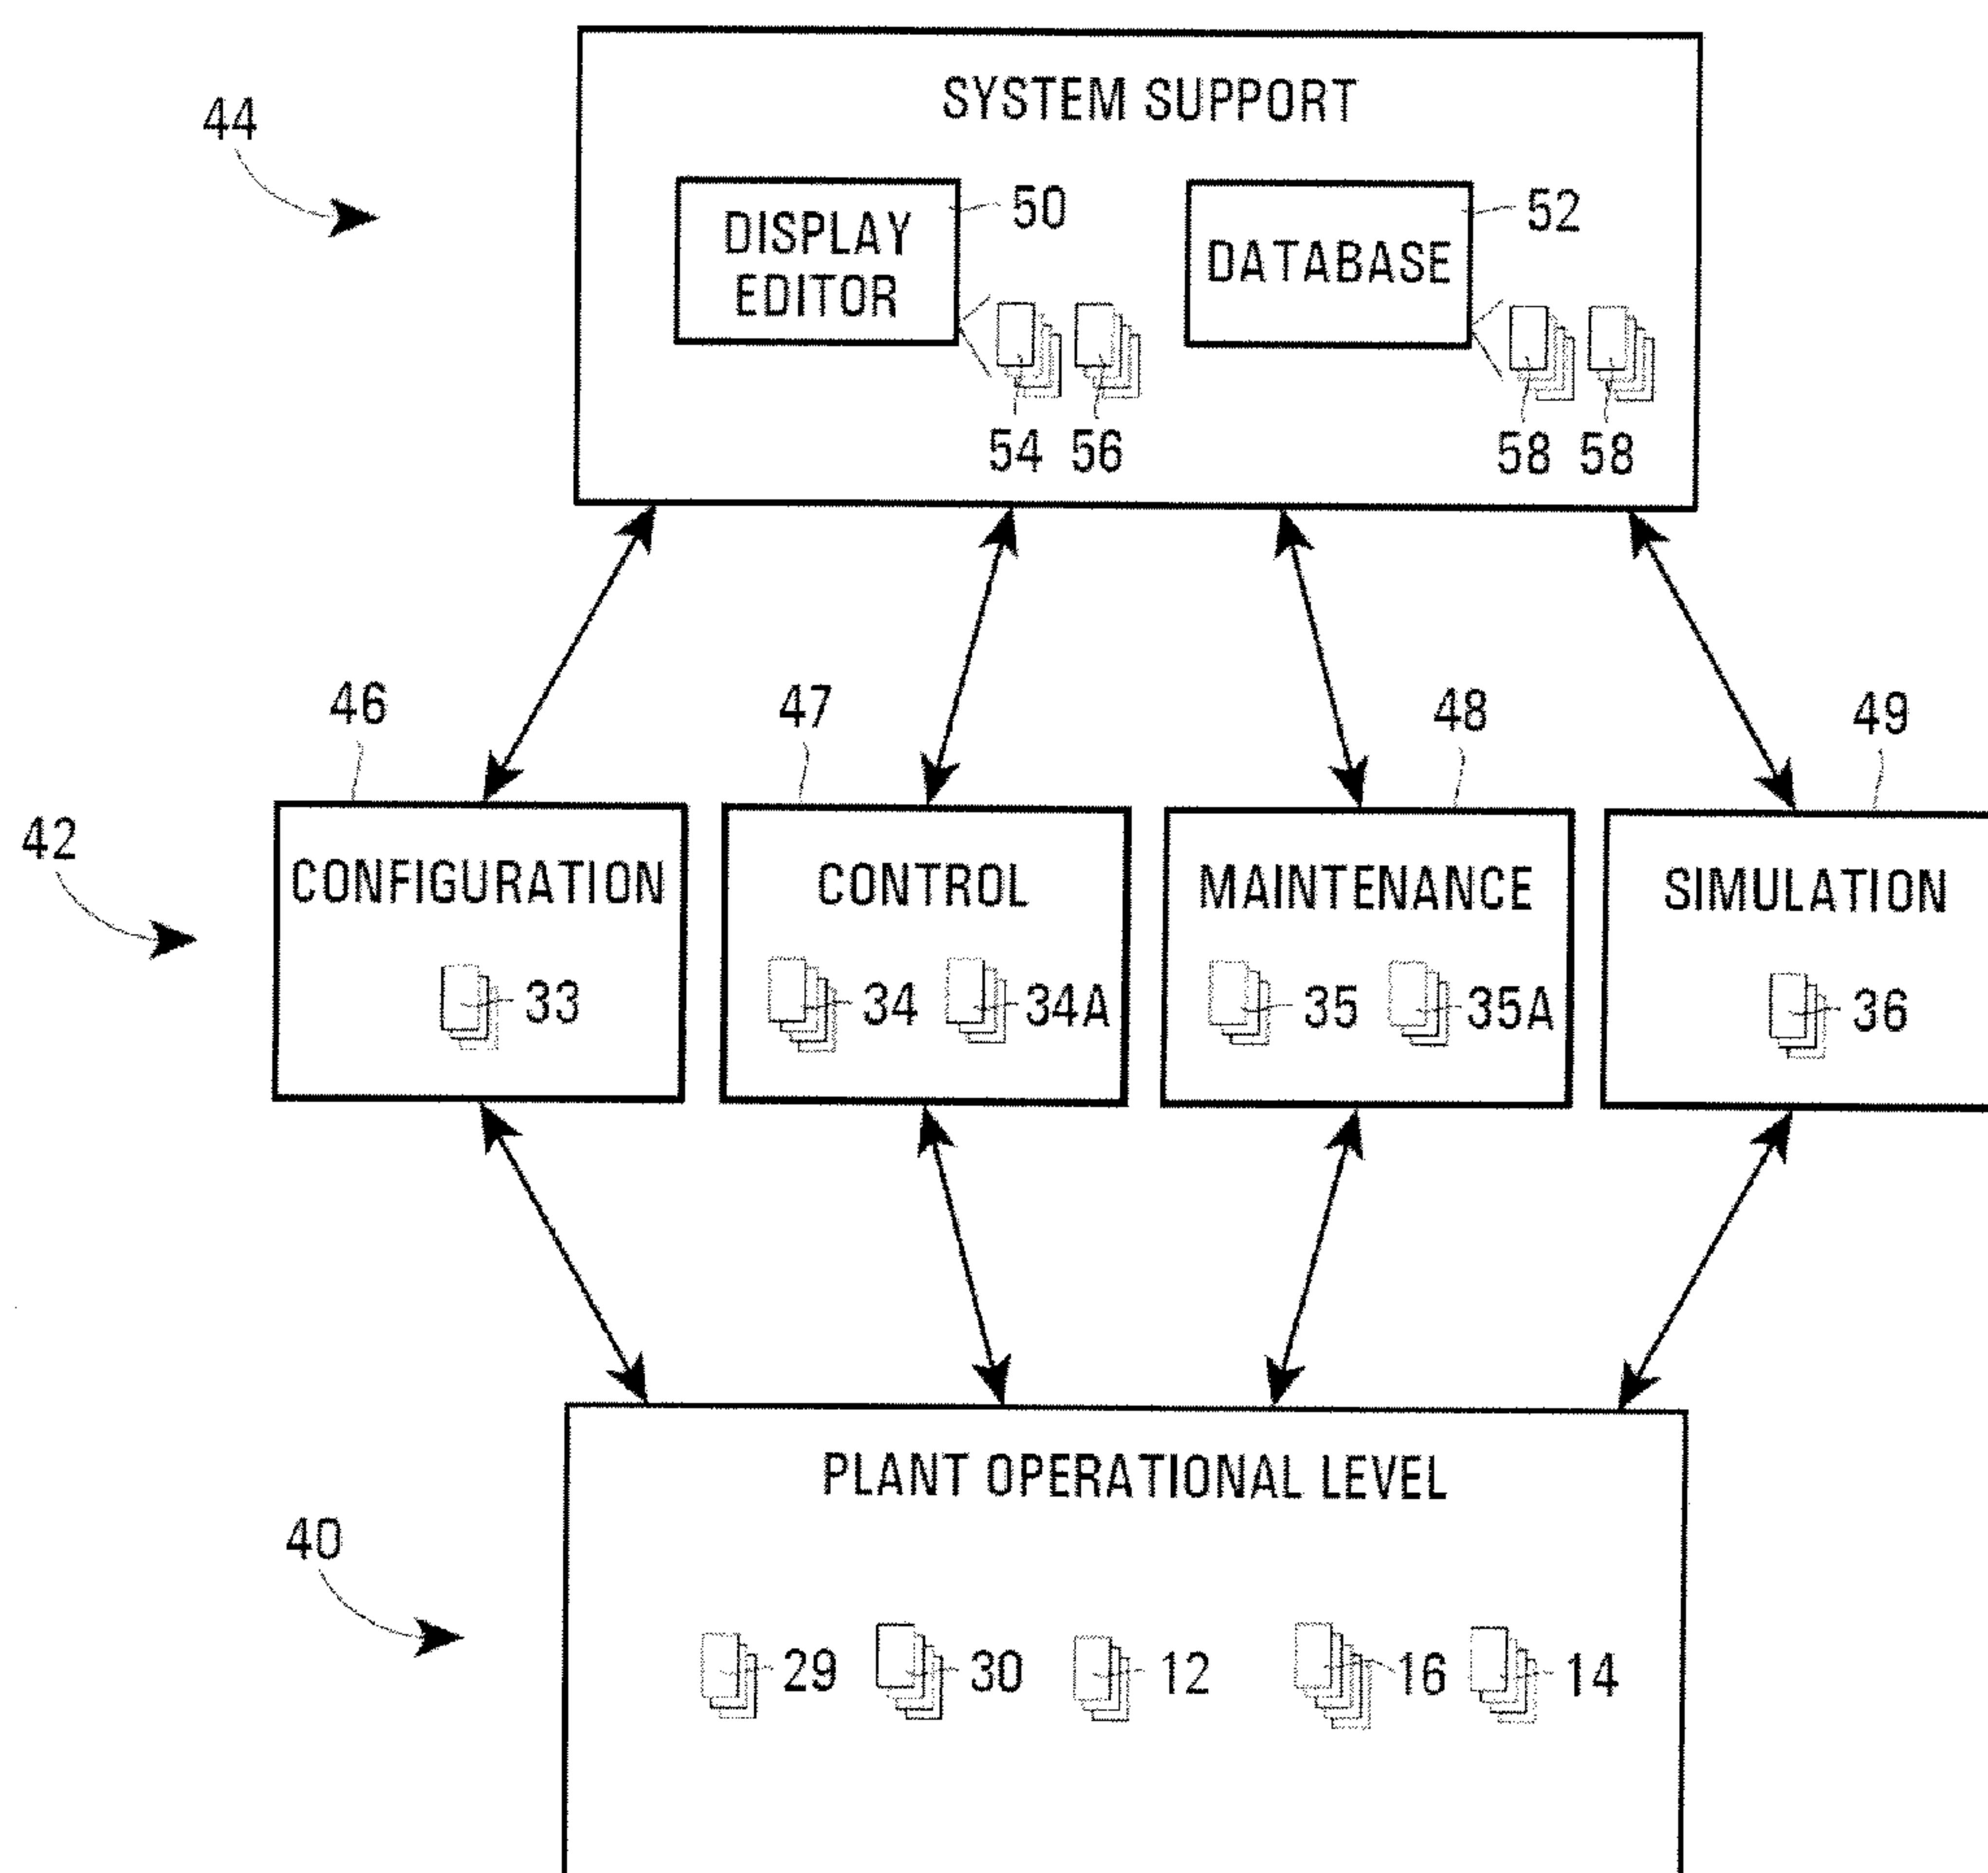 SYSTEM SUPPORT
44
DISPLAY
EDITOR
50
DATABASE
52
54 56
58 58
46
47
48
49
42
CONFIGURATION
33
CONTROL
34 34A
MAINTENANCE
35 35A
SIMULATION
36
PLANT OPERATIONAL LEVEL
40
29 30 12 16 14